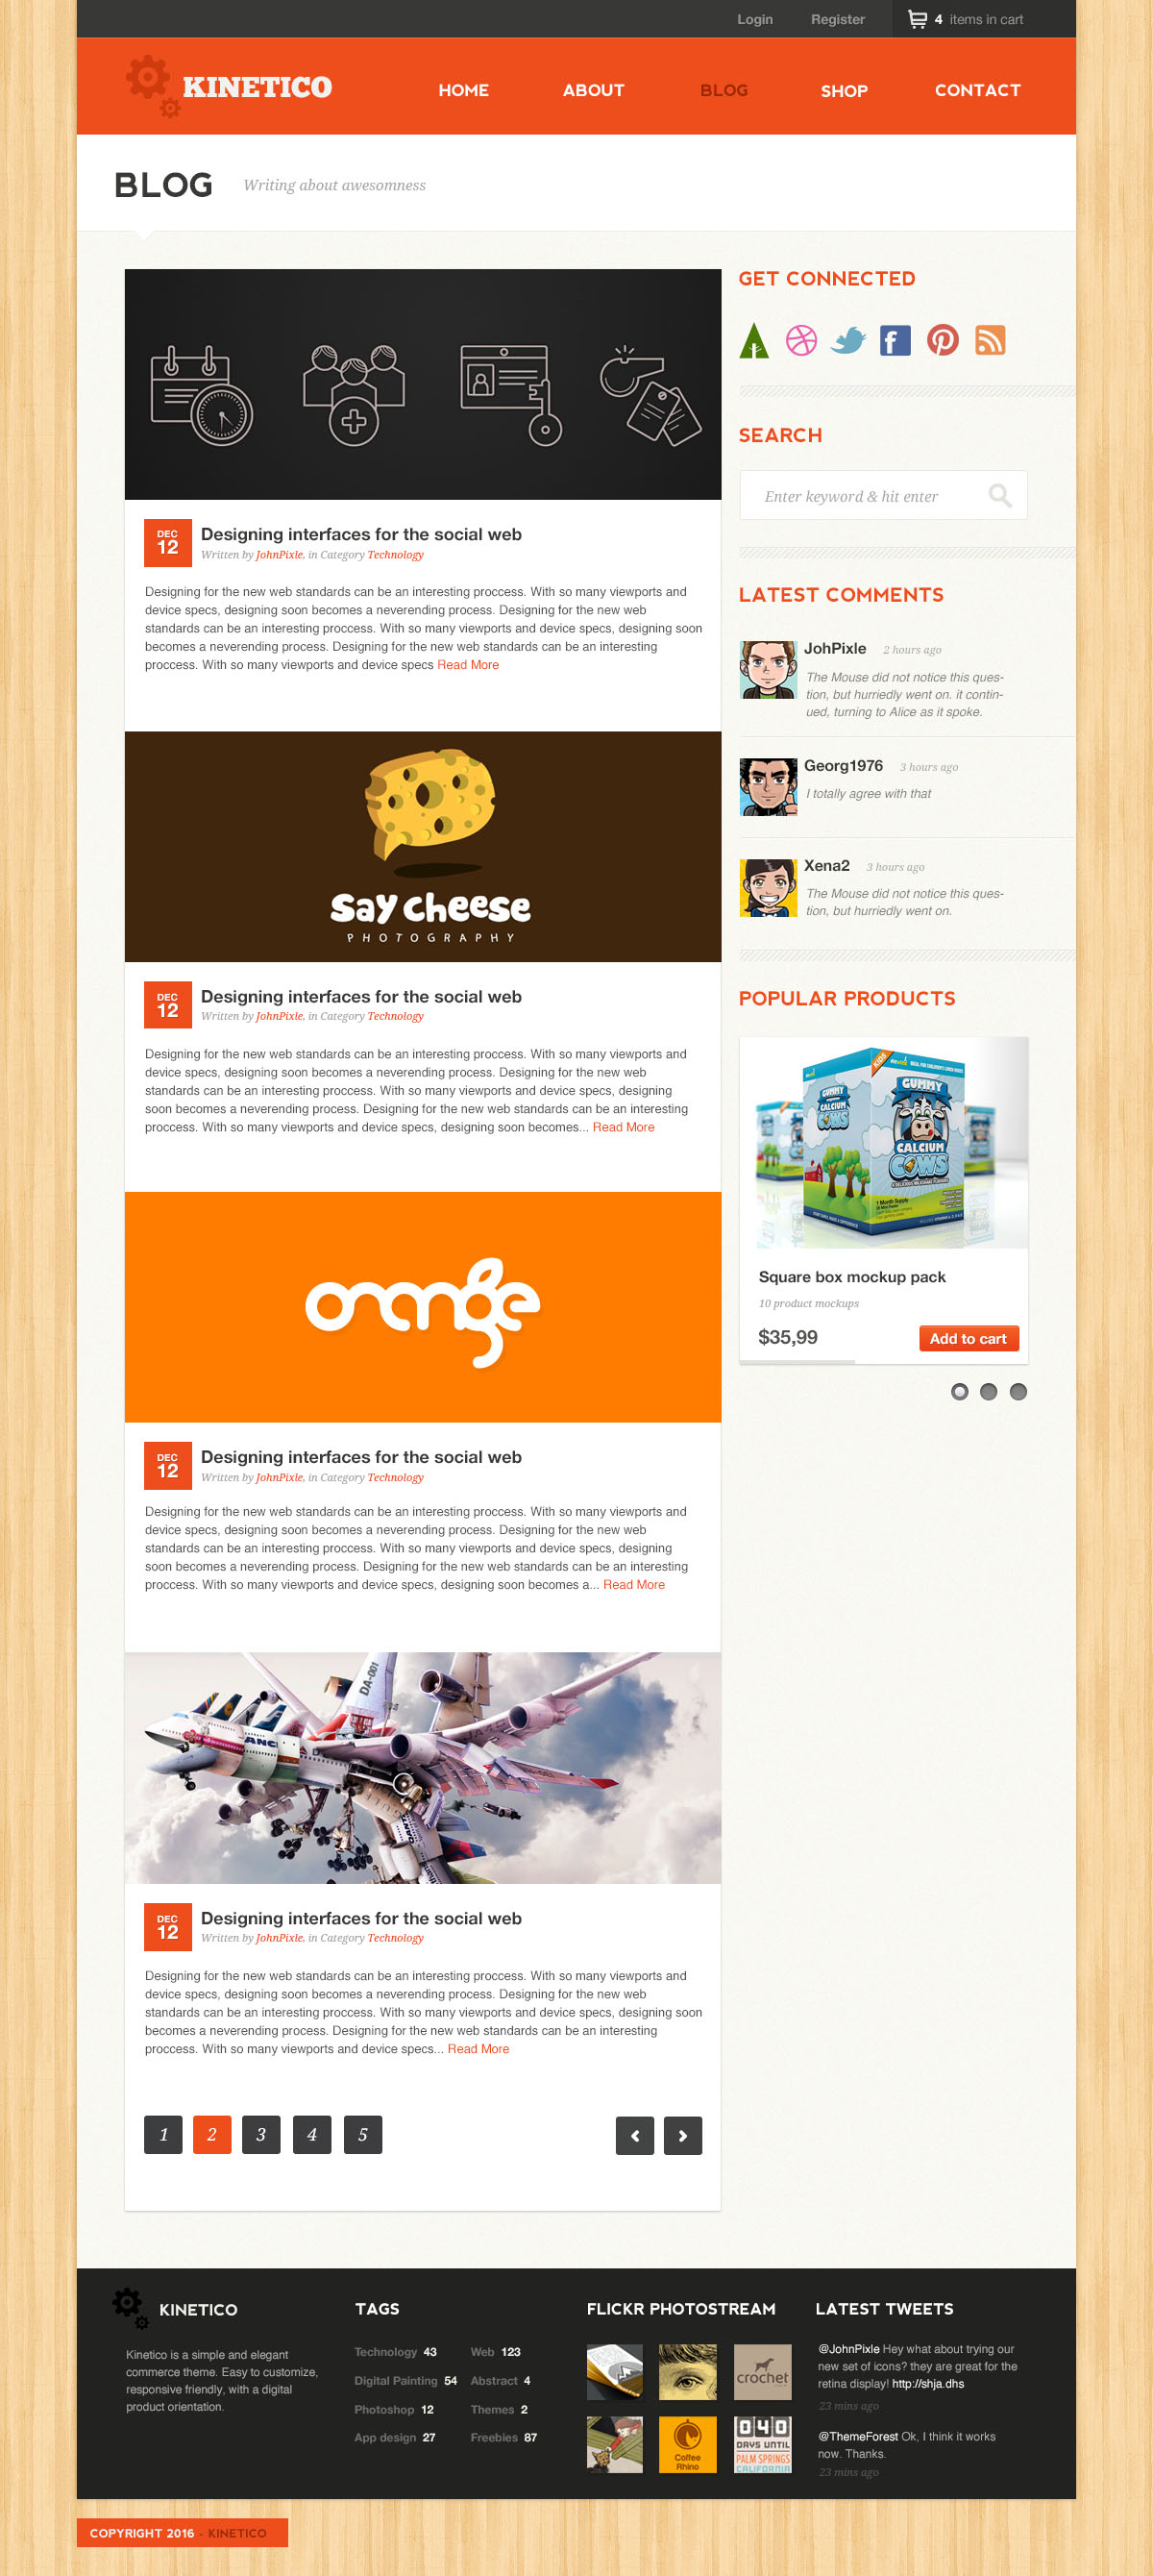 Login Register 4 items in cart
KINETICO HOME ABOUT BLOG SHOP CONTACT
BLOG Writing about awesomness
DEC
12
Designing interfaces for the social web
Written by JohnPixle, in Category Technology
Designing for the new web standards can be an interesting proccess. With so many viewports and
device specs, designing soon becomes a neverending process. Designing for the new web
standards can be an interesting proccess. With so many viewports and device specs, designing soon
becomes a neverending process. Designing for the new web standards can be an interesting
proccess. With so many viewports and device specs Read More
Say cheese
PHOTOGRAPHY
DEC
12
Designing interfaces for the social web
Written by JohnPixle, in Category Technology
Designing for the new web standards can be an interesting proccess. With so many viewports and
device specs, designing soon becomes a neverending process. Designing for the new web
standards can be an interesting proccess. With so many viewports and device specs, designing
soon becomes a neverending process. Designing for the new web standards can be an interesting
proccess. With so many viewports and device specs, designing soon becomes... Read More
orange
DEC
12
Designing interfaces for the social web
Written by JohnPixle, in Category Technology
Designing for the new web standards can be an interesting proccess. With so many viewports and
device specs, designing soon becomes a neverending process. Designing for the new web
standards can be an interesting proccess. With so many viewports and device specs, designing
soon becomes a neverending process. Designing for the new web standards can be an interesting
proccess. With so many viewports and device specs, designing soon becomes a... Read More
DA-001
DEC
12
Designing interfaces for the social web
Written by JohnPixle, in Category Technology
Designing for the new web standards can be an interesting proccess. With so many viewports and
device specs, designing soon becomes a neverending process. Designing for the new web
standards can be an interesting proccess. With so many viewports and device specs, designing soon
becomes a neverending process. Designing for the new web standards can be an interesting
proccess. With so many viewports and device specs... Read More
1 2 3 4 5
GET CONNECTED
SEARCH
Enter keyword & hit enter
LATEST COMMENTS
JohPixle 2 hours ago
The Mouse did not notice this ques-
tion, but hurriedly went on. it contin-
ued, turning to Alice as it spoke.
Georg1976 3 hours ago
I totally agree with that
Xena2 3 hours ago
The Mouse did not notice this ques-
tion, but hurriedly went on.
POPULAR PRODUCTS
KIDS
GUMMY
CALCIUM
COWS
GUMMY
CALCIUM
COWS
1 Month Supply
Square box mockup pack
10 product mockups
$35,99 Add to cart
KINETICO
Kinetico is a simple and elegant
commerce theme. Easy to customize,
responsive friendly, with a digital
product orientation.
TAGS
Technology 43 Web 123
Digital Painting 54 Abstract 4
Photoshop 12 Themes 2
App design 27 Freebies 87
FLICKR PHOTOSTREAM
crochet
Coffee
Rhino
040
DAYS UNTIL
PALM SPRINGS
CALIFORNIA
LATEST TWEETS
@JohnPixle Hey what about trying our
new set of icons? they are great for the
retina display! http://shja.dhs
23 mins ago
@ThemeForest Ok, I think it works
now. Thanks.
23 mins ago
COPYRIGHT 2016 - KINETICO